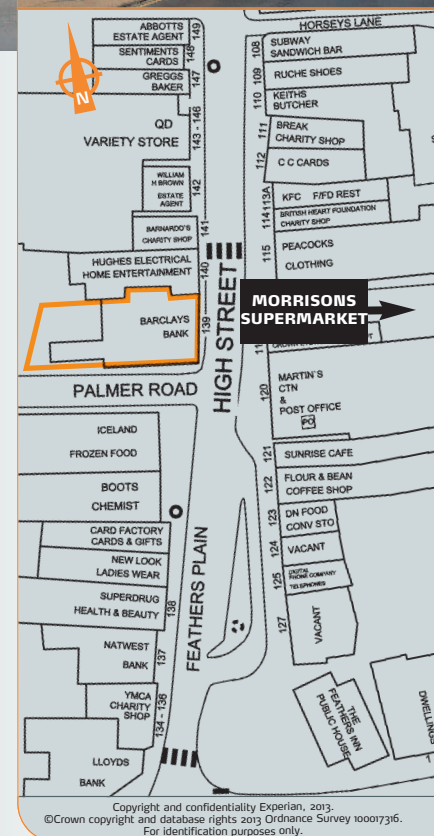 HORSEYS LANE
ABBOTTS
ESTATE AGENT
149
SENTIMENTS
CARDS
148
GREGGS
BAKER
147
N
QD
VARIETY STORE
143 - 146
WILLIAM
H BROWN
ESTATE
AGENT
142
BARNARDO'S
CHARITY SHOP
141
HUGHES ELECTRICAL
HOME ENTERTAINMENT
140
BARCLAYS
BANK
139
PALMER ROAD
HIGH STREET
ICELAND
FROZEN FOOD
BOOTS
CHEMIST
CARD FACTORY
CARDS & GIFTS
NEW LOOK
LADIES WEAR
SUPERDRUG
HEALTH & BEAUTY
138
NATWEST
BANK
137
YMCA
CHARITY
SHOP
134 - 136
LLOYDS
BANK
FEATHERS PLAIN
108
SUBWAY
SANDWICH BAR
109
RUCHE SHOES
110
KEITHS
BUTCHER
111
BREAK
CHARITY SHOP
112
C C CARDS
113A
KFC F/FD REST
114
BRITISH HEART FOUNDATION
CHARITY SHOP
115
PEACOCKS
CLOTHING
MORRISONS
SUPERMARKET
120
MARTIN'S
CTN
&
POST OFFICE
PO
121
SUNRISE CAFE
122
FLOUR & BEAN
COFFEE SHOP
123
DN FOOD
CONV STO
124
VACANT
125
DIGITAL
PHONE COMPANY
TELEPHONES
127
VACANT
THE
FEATHERS INN
PUBLIC HOUSE
DWELLINGS
Copyright and confidentiality Experian, 2013.
©Crown copyright and database rights 2013 Ordnance Survey 100017316.
For identification purposes only.